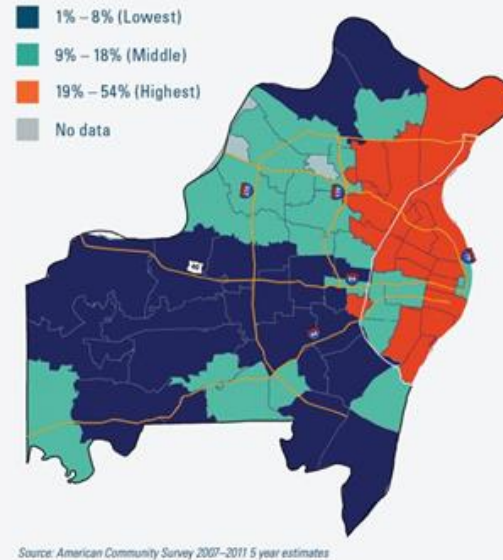 1% – 8% (Lowest)
9% – 18% (Middle)
19% – 54% (Highest)
No data
40
Source: American Community Survey 2007–2011 5 year estimates